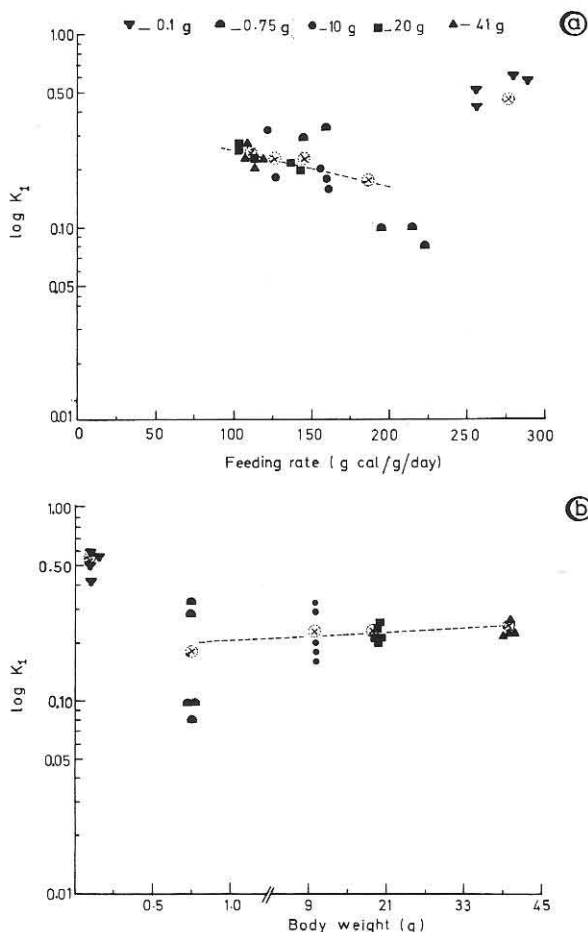 ▼ – 0.1 g ◓ – 0.75 g ● – 10 g ■ – 20 g ▲ – 41 g
a
log K1
1.00
0.50
0.10
0.05
0.01
0 50 100 150 200 250 300
Feeding rate (g cal/g/day)
b
log K1
1.00
0.50
0.10
0.05
0.01
0.5 1.0 9 21 33 45
Body weight (g)